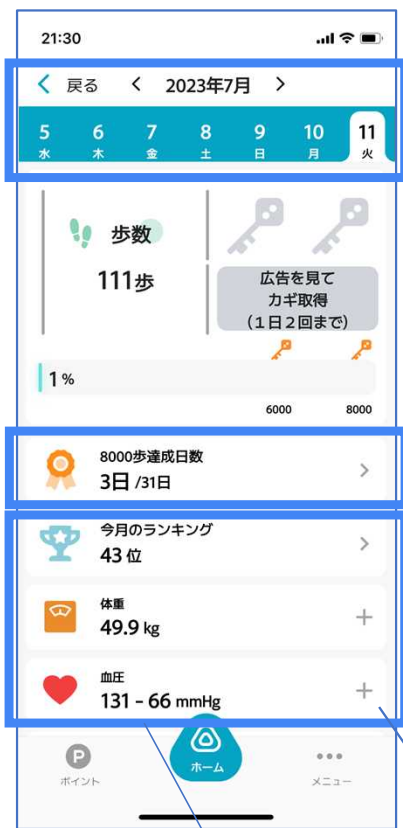 21:30
戻る
2023年7月
5 6 7 8 9 10 11
水 木 金 土 日 月 火
歩数
111歩
広告を見て
カギ取得
(1日2回まで)
1 %
6000 8000
8000歩達成日数
3日 /31日
今月のランキング
43 位
体重
49.9 kg
血圧
131 - 66 mmHg
P
ポイント
ホーム
メニュー